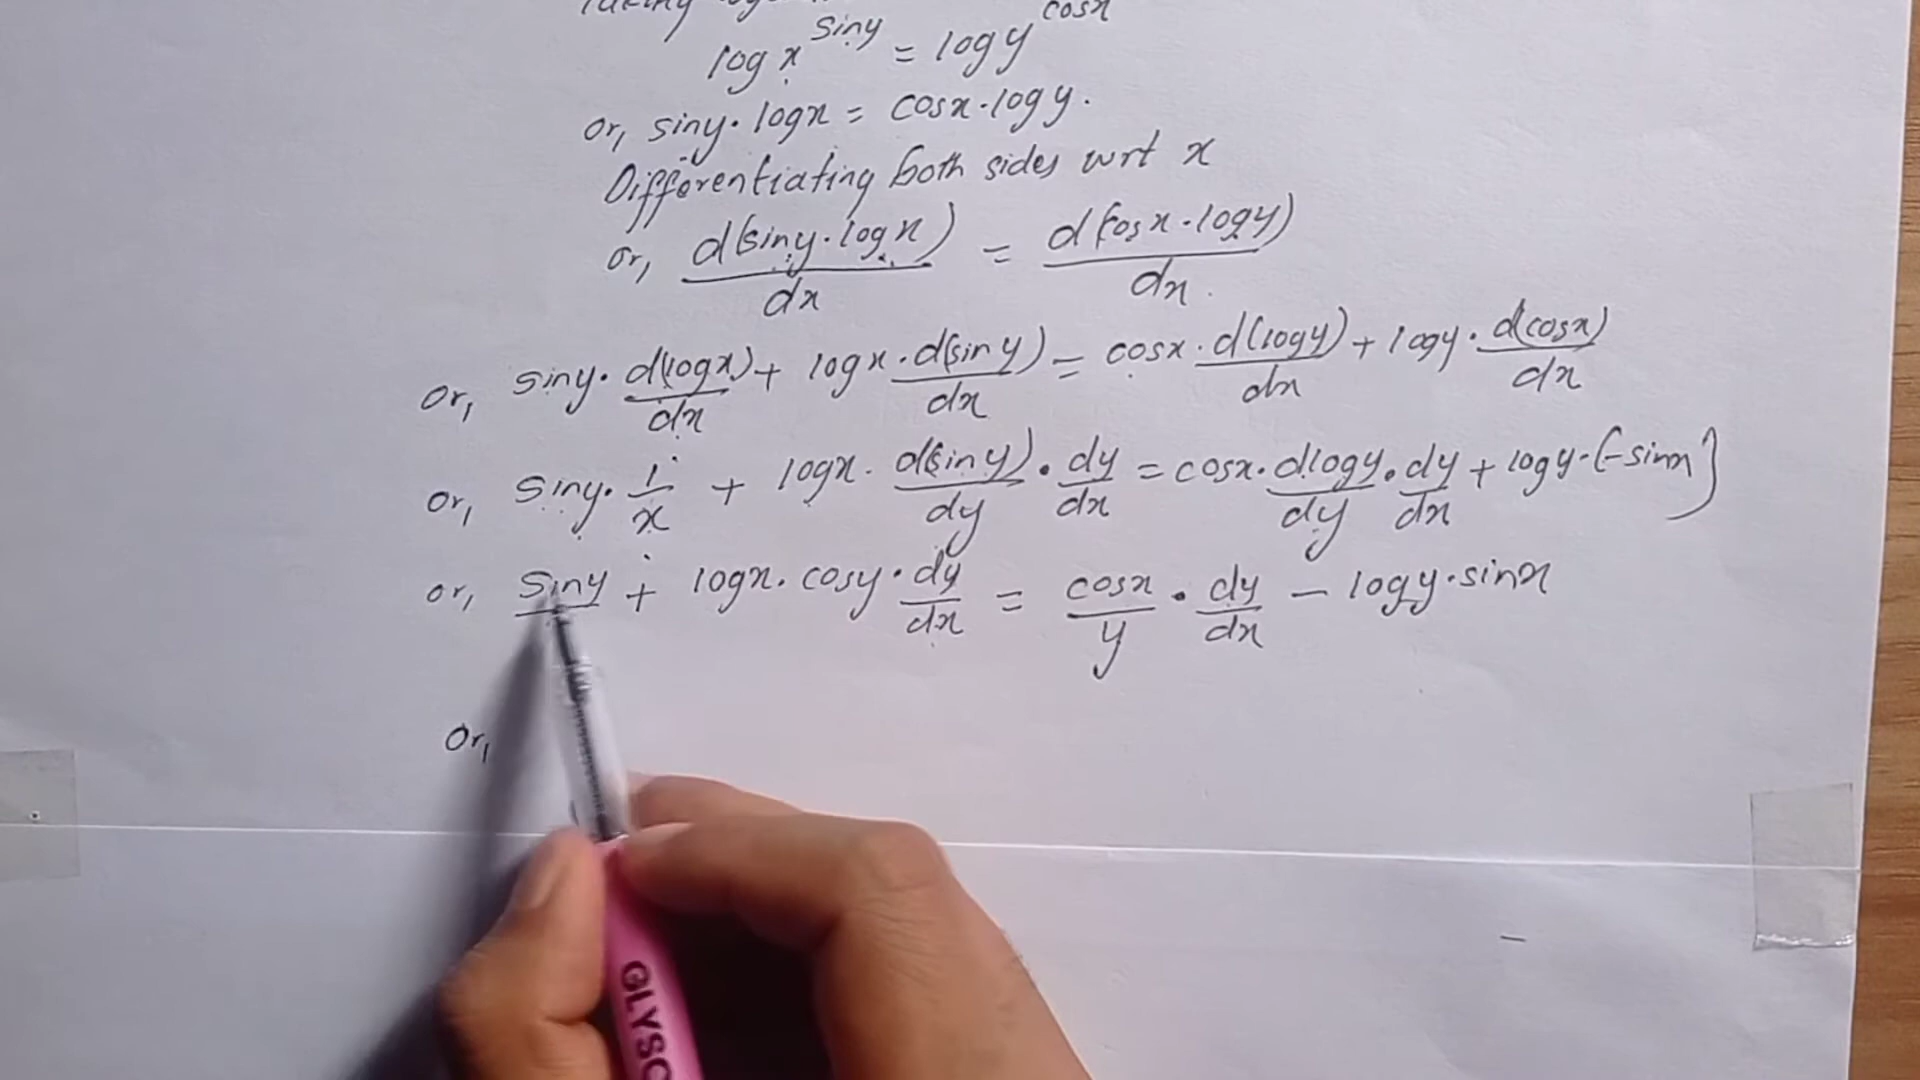 Taking
log x^siny = log y^cosx
or, siny · logx = cosx · logy.
Differentiating both sides wrt x
or, d(siny · logx)/dx = d(cosx · logy)/dx.
Or, siny · d(logx)/dx + logx · d(siny)/dx = cosx · d(logy)/dx + logy · d(cosx)/dx
Or, siny · 1/x + logx · d(siny)/dy · dy/dx = cosx · dlogy/dy · dy/dx + logy · (-sinx}
or, siny/ + logx · cosy · dy/dx = cosx/y · dy/dx - logy · sinx
Or,
GLYSO